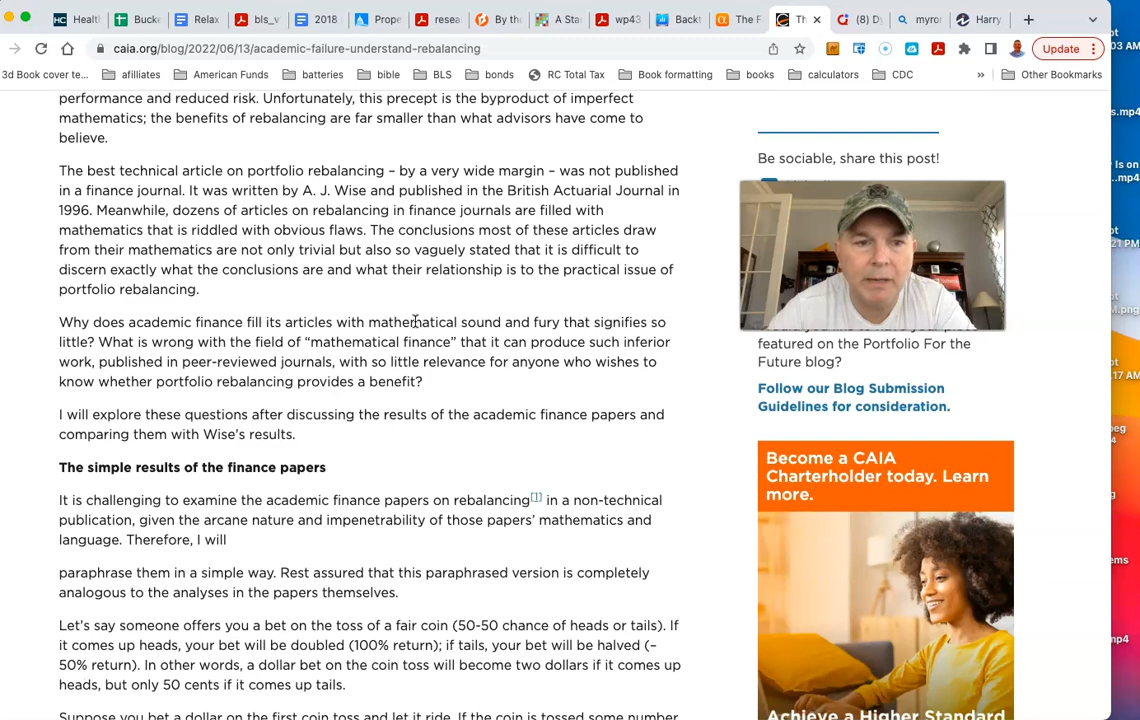 Healt
Bucke
Relax
bls_v
2018
Prope
resea
By the
A Sta
wp43
Backt
The F
Th
(8) D
myro
Harry
caia.org/blog/2022/06/13/academic-failure-understand-rebalancing
Update
3d Book cover te...
afiliates
American Funds
batteries
bible
BLS
bonds
RC Total Tax
Book formatting
books
calculators
CDC
»
Other Bookmarks
performance and reduced risk. Unfortunately, this precept is the byproduct of imperfect
mathematics; the benefits of rebalancing are far smaller than what advisors have come to
believe.
The best technical article on portfolio rebalancing – by a very wide margin – was not published
in a finance journal. It was written by A. J. Wise and published in the British Actuarial Journal in
1996. Meanwhile, dozens of articles on rebalancing in finance journals are filled with
mathematics that is riddled with obvious flaws. The conclusions most of these articles draw
from their mathematics are not only trivial but also so vaguely stated that it is difficult to
discern exactly what the conclusions are and what their relationship is to the practical issue of
portfolio rebalancing.
Why does academic finance fill its articles with mathematical sound and fury that signifies so
little? What is wrong with the field of “mathematical finance” that it can produce such inferior
work, published in peer-reviewed journals, with so little relevance for anyone who wishes to
know whether portfolio rebalancing provides a benefit?
I will explore these questions after discussing the results of the academic finance papers and
comparing them with Wise’s results.
The simple results of the finance papers
It is challenging to examine the academic finance papers on rebalancing[1] in a non-technical
publication, given the arcane nature and impenetrability of those papers’ mathematics and
language. Therefore, I will
paraphrase them in a simple way. Rest assured that this paraphrased version is completely
analogous to the analyses in the papers themselves.
Let’s say someone offers you a bet on the toss of a fair coin (50-50 chance of heads or tails). If
it comes up heads, your bet will be doubled (100% return); if tails, your bet will be halved (–
50% return). In other words, a dollar bet on the coin toss will become two dollars if it comes up
heads, but only 50 cents if it comes up tails.
Suppose you bet a dollar on the first coin toss and let it ride. If the coin is tossed some number
Be sociable, share this post!
featured on the Portfolio For the
Future blog?
Follow our Blog Submission
Guidelines for consideration.
Become a CAIA
Charterholder today. Learn
more.
Achieve a Higher Standard
ot
03 AM
s.mp4
Is on
..mp4
ot
21 PM
M.png
ot
.17 AM
peg
4
g
ems
mp4